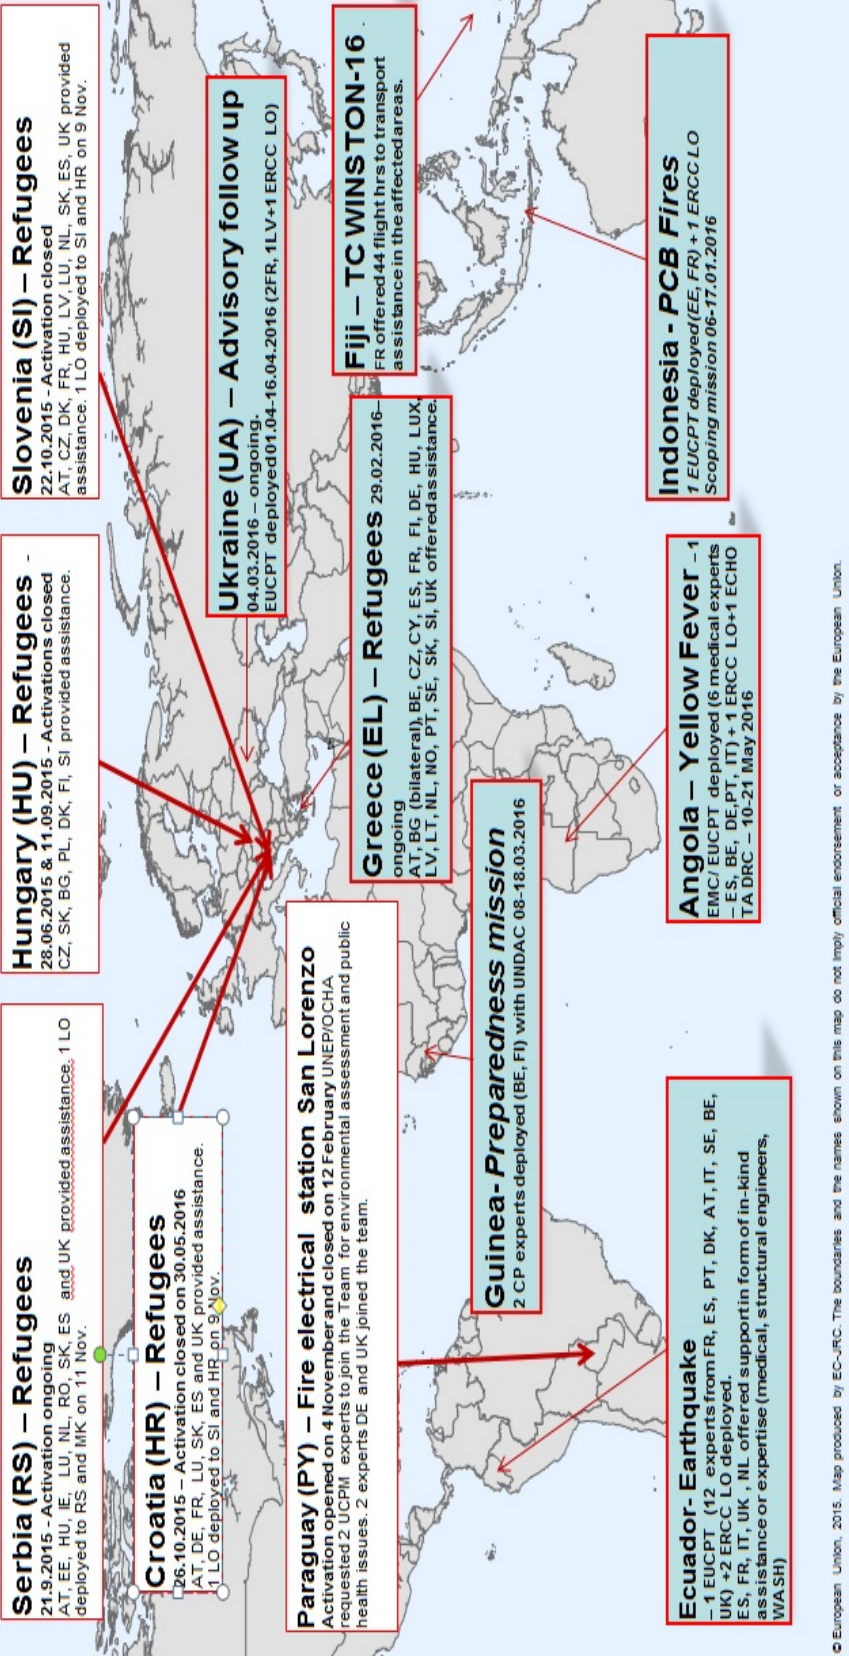 Serbia (RS) – Refugees
21.9.2015 - Activation ongoing
AT, EE, HU, IE, LU, NL, RO, SK, ES and UK provided assistance. 1 LO
deployed to RS and MK on 11 Nov.
Hungary (HU) – Refugees -
28.06.2015 & 11.09.2015 - Activations closed
CZ, SK, BG, PL, DK, FI, SI provided assistance.
Slovenia (SI) – Refugees
22.10.2015 - Activation closed
AT, CZ, DK, FR, HU, LV, LU, NL, SK, ES, UK provided
assistance. 1 LO deployed to SI and HR on 9 Nov.
Croatia (HR) – Refugees
26.10.2015 – Activation closed on 30.05.2016
AT, DE, FR, LU, SK, ES and UK provided assistance.
1 LO deployed to SI and HR on 9 Nov.
Ukraine (UA) – Advisory follow up
04.03.2016 – ongoing.
EUCPT deployed 01.04-16.04.2016 (2FR, 1LV+1 ERCC LO)
Paraguay (PY) – Fire electrical station San Lorenzo
Activation opened on 4 November and closed on 12 February UNEP/OCHA
requested 2 UCPM experts to join the Team for environmental assessment and public
health issues. 2 experts DE and UK joined the team.
Greece (EL) – Refugees 29.02.2016–
ongoing
AT, BG (bilateral), BE, CZ, CY, ES, FR, FI, DE, HU, LUX,
LV, LT, NL, NO, PT, SE, SK, SI, UK offered assistance.
Fiji – TC WINSTON-16 .
FR offered 44 flight hrs to transport
assistance in the affected areas.
Guinea- Preparedness mission
2 CP experts deployed (BE, FI) with UNDAC 08-18.03.2016
Ecuador- Earthquake
– 1 EUCPT (12 experts from FR, ES, PT, DK, AT, IT, SE, BE,
UK) +2 ERCC LO deployed.
ES, FR, IT, UK , NL offered support in form of in-kind
assistance or expertise (medical, structural engineers,
WASH)
Angola – Yellow Fever –1
EMC/ EUCPT deployed (6 medical experts
– ES, BE, DE,PT, IT) + 1 ERCC LO+1 ECHO
TA DRC – 10-21 May 2016
Indonesia - PCB Fires
1 EUCPT deployed (EE, FR) + 1 ERCC LO
Scoping mission 06-17.01.2016
© European Union, 2015. Map produced by EC-JRC. The boundaries and the names shown on this map do not imply official endorsement or acceptance by the European Union.